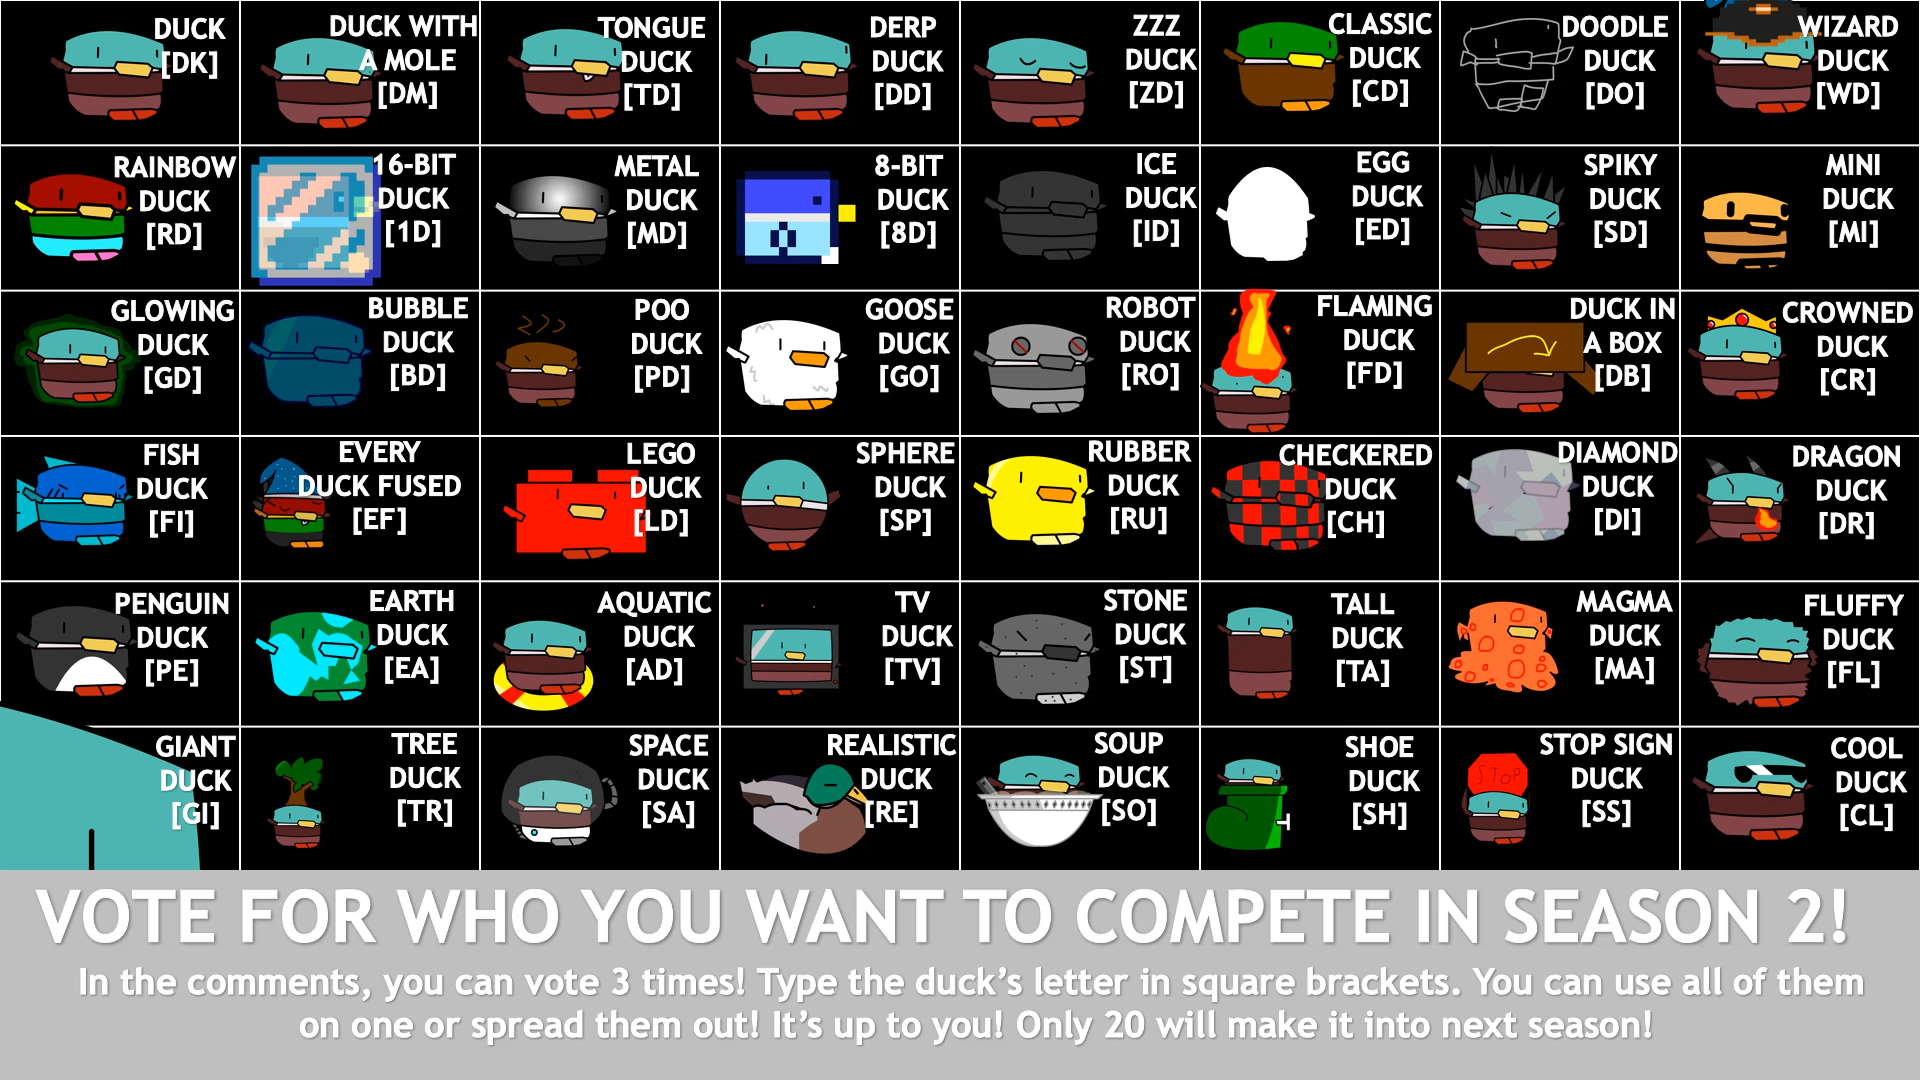 DUCK
[DK]
DUCK WITH
A MOLE
[DM]
TONGUE
DUCK
[TD]
DERP
DUCK
[DD]
ZZZ
DUCK
[ZD]
CLASSIC
DUCK
[CD]
DOODLE
DUCK
[DO]
WIZARD
DUCK
[WD]
RAINBOW
DUCK
[RD]
16-BIT
DUCK
[1D]
METAL
DUCK
[MD]
8-BIT
DUCK
[8D]
ICE
DUCK
[ID]
EGG
DUCK
[ED]
SPIKY
DUCK
[SD]
MINI
DUCK
[MI]
GLOWING
DUCK
[GD]
BUBBLE
DUCK
[BD]
POO
DUCK
[PD]
GOOSE
DUCK
[GO]
ROBOT
DUCK
[RO]
FLAMING
DUCK
[FD]
DUCK IN
A BOX
[DB]
CROWNED
DUCK
[CR]
FISH
DUCK
[FI]
EVERY
DUCK FUSED
[EF]
LEGO
DUCK
[LD]
SPHERE
DUCK
[SP]
RUBBER
DUCK
[RU]
CHECKERED
DUCK
[CH]
DIAMOND
DUCK
[DI]
DRAGON
DUCK
[DR]
PENGUIN
DUCK
[PE]
EARTH
DUCK
[EA]
AQUATIC
DUCK
[AD]
TV
DUCK
[TV]
STONE
DUCK
[ST]
TALL
DUCK
[TA]
MAGMA
DUCK
[MA]
FLUFFY
DUCK
[FL]
GIANT
DUCK
[GI]
TREE
DUCK
[TR]
SPACE
DUCK
[SA]
REALISTIC
DUCK
[RE]
SOUP
DUCK
[SO]
SHOE
DUCK
[SH]
STOP
STOP SIGN
DUCK
[SS]
COOL
DUCK
[CL]
VOTE FOR WHO YOU WANT TO COMPETE IN SEASON 2!
In the comments, you can vote 3 times! Type the duck's letter in square brackets. You can use all of them
on one or spread them out! It's up to you! Only 20 will make it into next season!